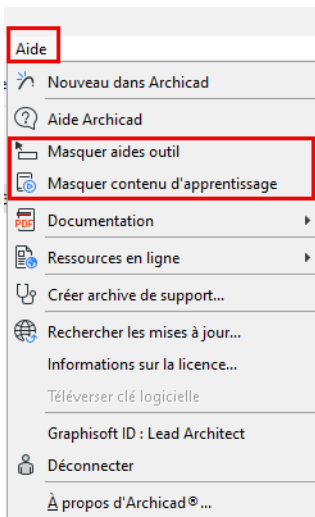 Aide
Nouveau dans Archicad
Aide Archicad
Masquer aides outil
Masquer contenu d'apprentissage
PDF
Documentation
Ressources en ligne
Créer archive de support...
Rechercher les mises à jour...
Informations sur la licence...
Téléverser clé logicielle
Graphisoft ID : Lead Architect
Déconnecter
À propos d'Archicad®...